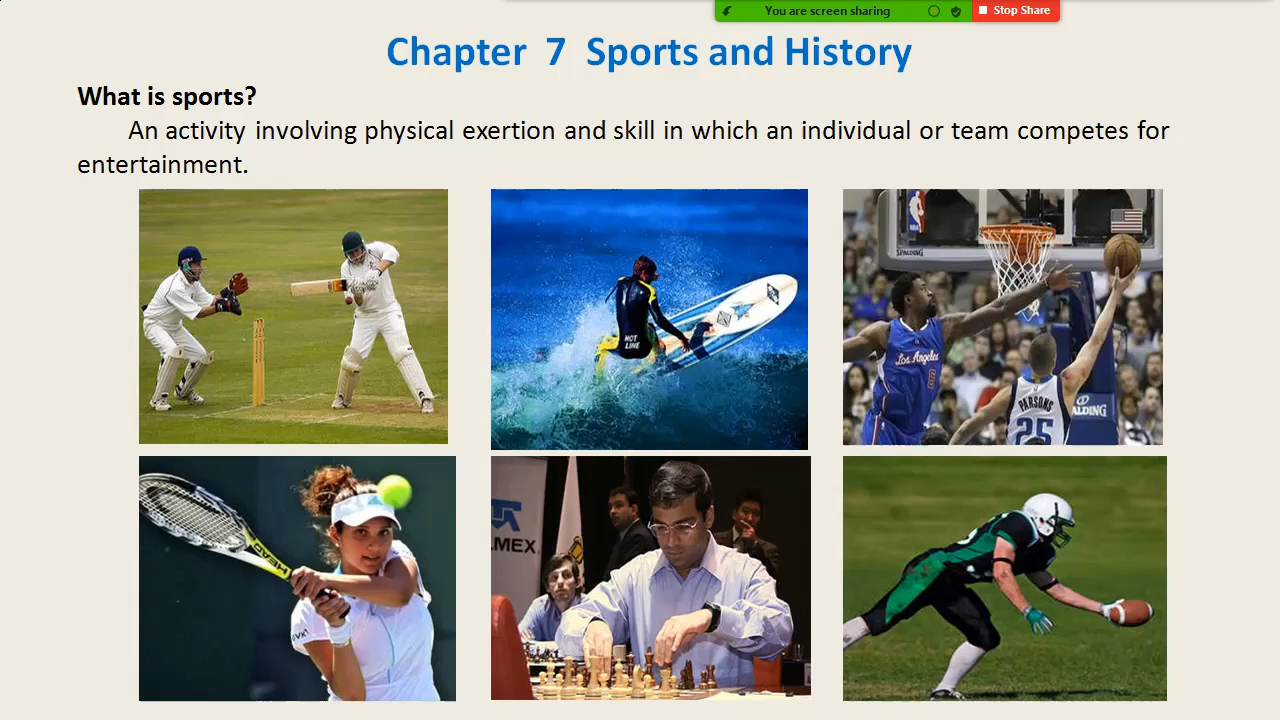 You are screen sharing
Stop Share
Chapter 7 Sports and History
What is sports?
An activity involving physical exertion and skill in which an individual or team competes for
entertainment.
HOT
LINE
SPALDING
Los Angeles
PARSONS
25
ALDING
HEAD
LMEX